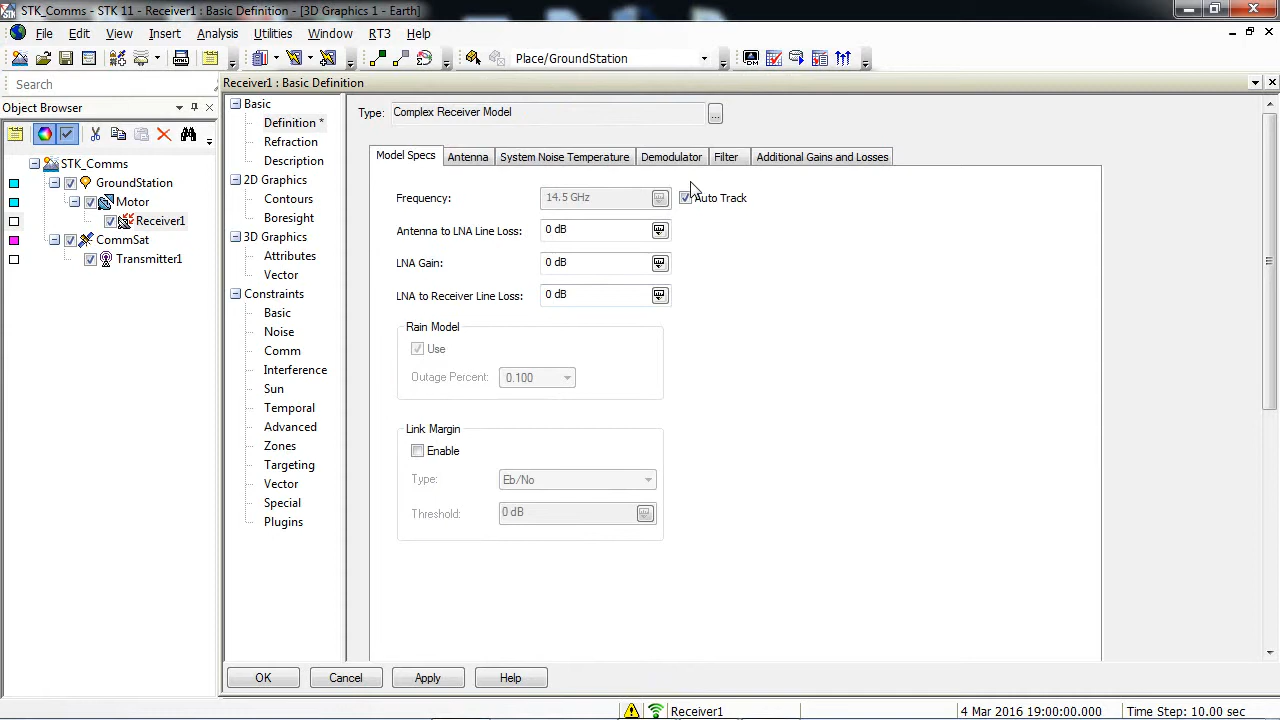 STK_Comms - STK 11 - Receiver1 : Basic Definition - [3D Graphics 1 - Earth]
File Edit View Insert Analysis Utilities Window RT3 Help
Place/GroundStation
Search
Receiver1 : Basic Definition
Object Browser
STK_Comms
GroundStation
Motor
Receiver1
CommSat
Transmitter1
Basic
Definition *
Refraction
Description
2D Graphics
Contours
Boresight
3D Graphics
Attributes
Vector
Constraints
Basic
Noise
Comm
Interference
Sun
Temporal
Advanced
Zones
Targeting
Vector
Special
Plugins
Type: Complex Receiver Model ...
Model Specs Antenna System Noise Temperature Demodulator Filter Additional Gains and Losses
Frequency: 14.5 GHz Auto Track
Antenna to LNA Line Loss: 0 dB
LNA Gain: 0 dB
LNA to Receiver Line Loss: 0 dB
Rain Model
Use
Outage Percent: 0.100
Link Margin
Enable
Type: Eb/No
Threshold: 0 dB
OK Cancel Apply Help
Receiver1 4 Mar 2016 19:00:00.000 Time Step: 10.00 sec